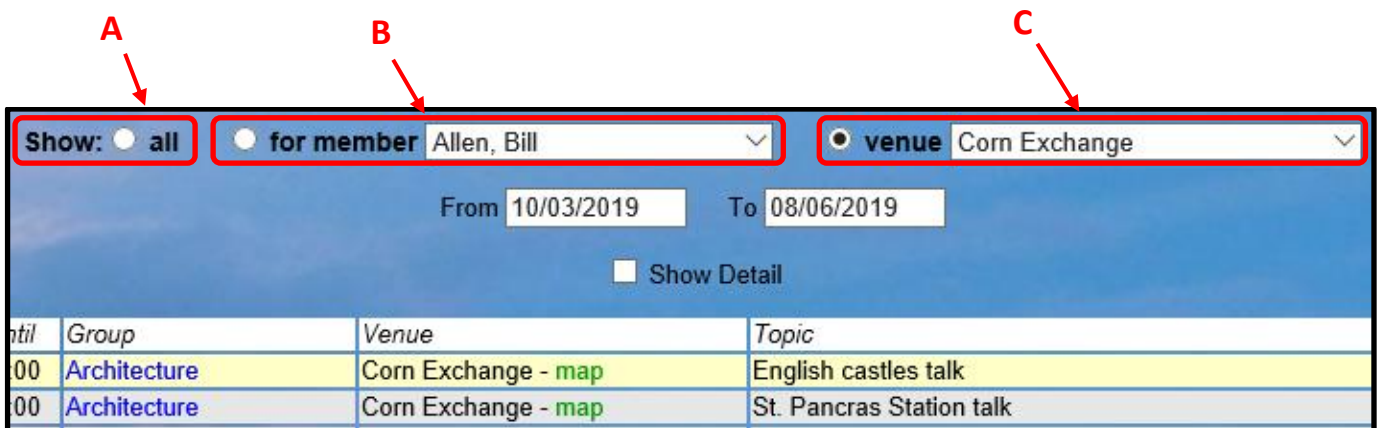 A B C
Show: all for member Allen, Bill venue Corn Exchange
From 10/03/2019 To 08/06/2019
Show Detail
ntil Group Venue Topic
:00 Architecture Corn Exchange - map English castles talk
:00 Architecture Corn Exchange - map St. Pancras Station talk